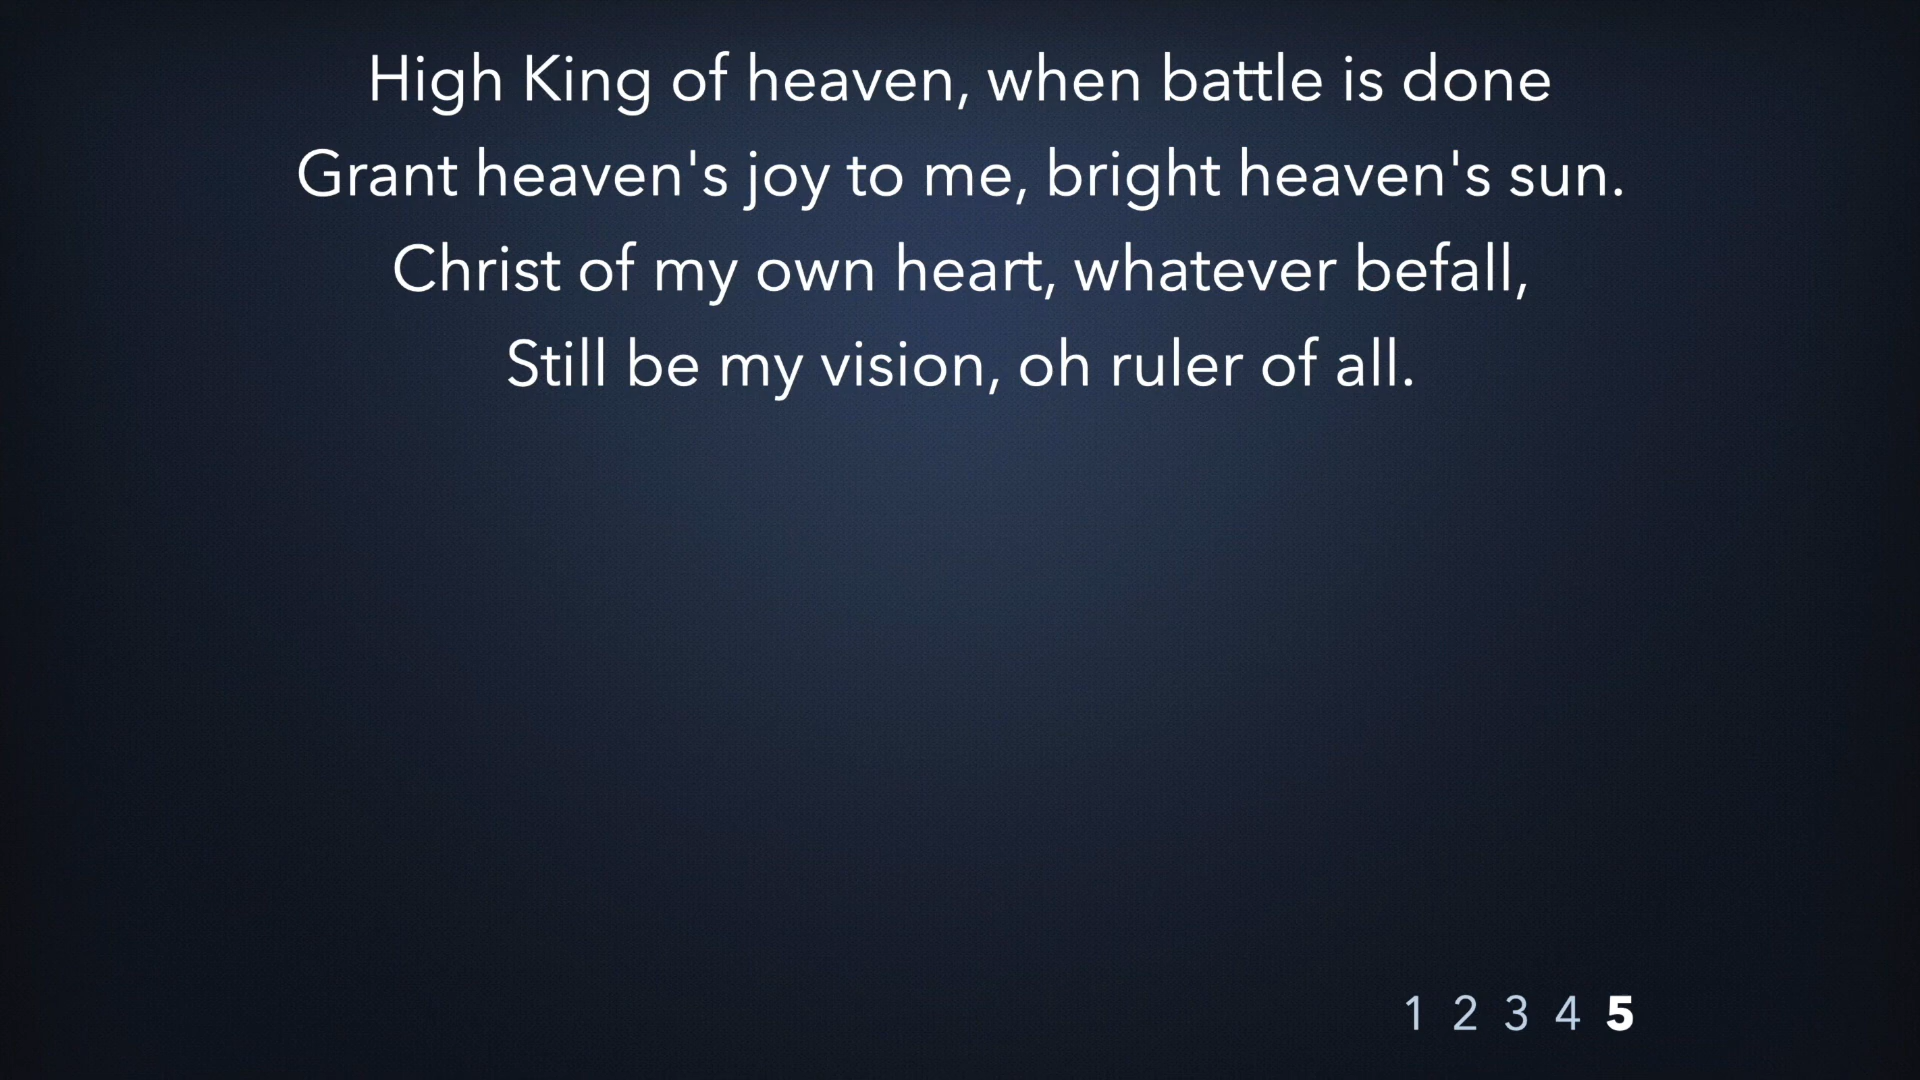 High King of heaven, when battle is done
Grant heaven's joy to me, bright heaven's sun.
Christ of my own heart, whatever befall,
Still be my vision, oh ruler of all.
1 2 3 4 5